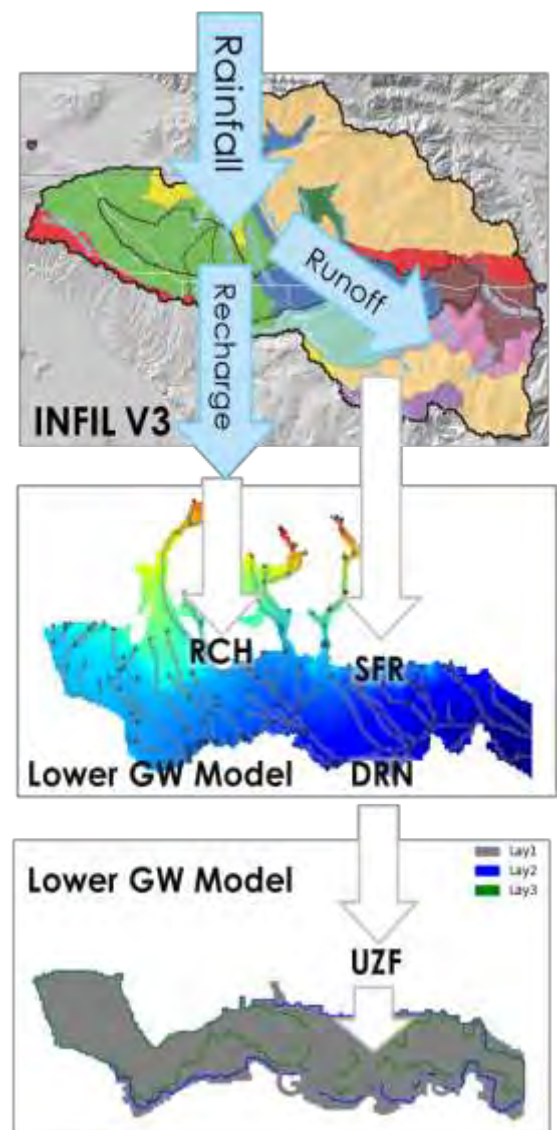 Rainfall
Runoff
Recharge
INFIL V3
RCH
SFR
Lower GW Model
DRN
Lower GW Model
Lay1
Lay2
Lay3
UZF